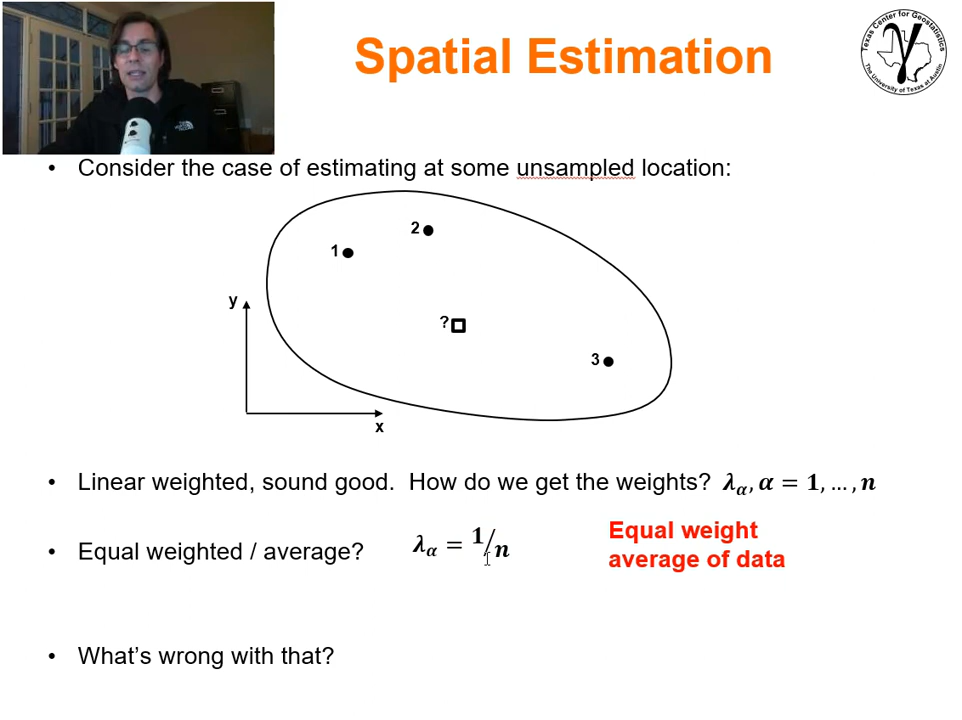 Spatial Estimation
Texas Center for Geostatistics
The University of Texas at Austin
γ
• Consider the case of estimating at some unsampled location:
2
1
y
?
3
x
• Linear weighted, sound good. How do we get the weights? λα, α = 1, … , n
• Equal weighted / average? λα = 1/n
Equal weight
average of data
• What's wrong with that?